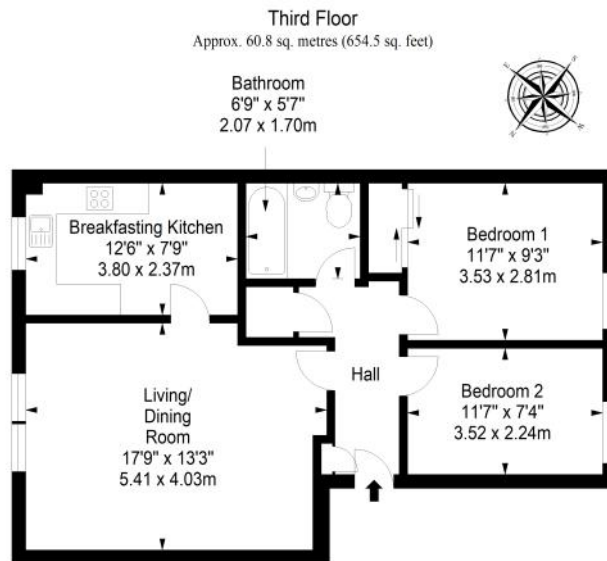 Third Floor
Approx. 60.8 sq. metres (654.5 sq. feet)
Bathroom
6'9" x 5'7"
2.07 x 1.70m
Breakfasting Kitchen
12'6" x 7'9"
3.80 x 2.37m
Bedroom 1
11'7" x 9'3"
3.53 x 2.81m
Living/
Dining
Room
17'9" x 13'3"
5.41 x 4.03m
Hall
Bedroom 2
11'7" x 7'4"
3.52 x 2.24m